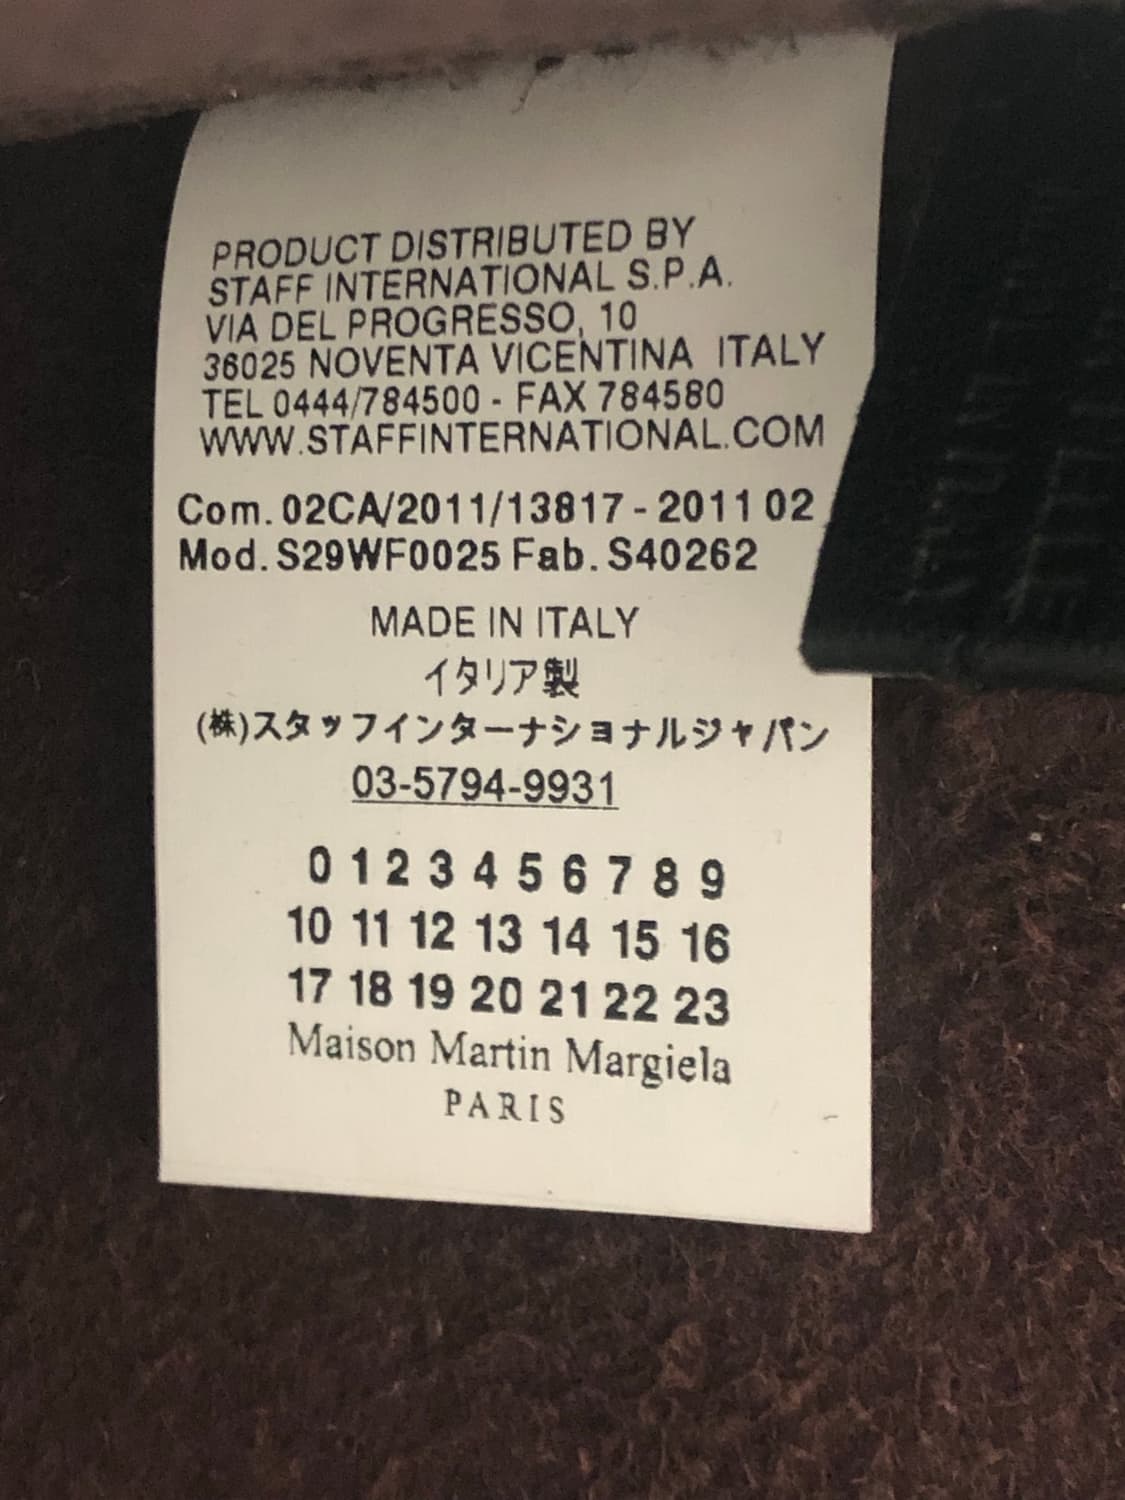 PRODUCT DISTRIBUTED BY
STAFF INTERNATIONAL S.P.A.
VIA DEL PROGRESSO, 10
36025 NOVENTA VICENTINA ITALY
TEL 0444/784500 - FAX 784580
WWW.STAFFINTERNATIONAL.COM
Com. 02CA/2011/13817 - 2011 02
Mod. S29WF0025 Fab. S40262
MADE IN ITALY
イタリア製
(株)スタッフインターナショナルジャパン
03-5794-9931
0 1 2 3 4 5 6 7 8 9
10 11 12 13 14 15 16
17 18 19 20 21 22 23
Maison Martin Margiela
PARIS